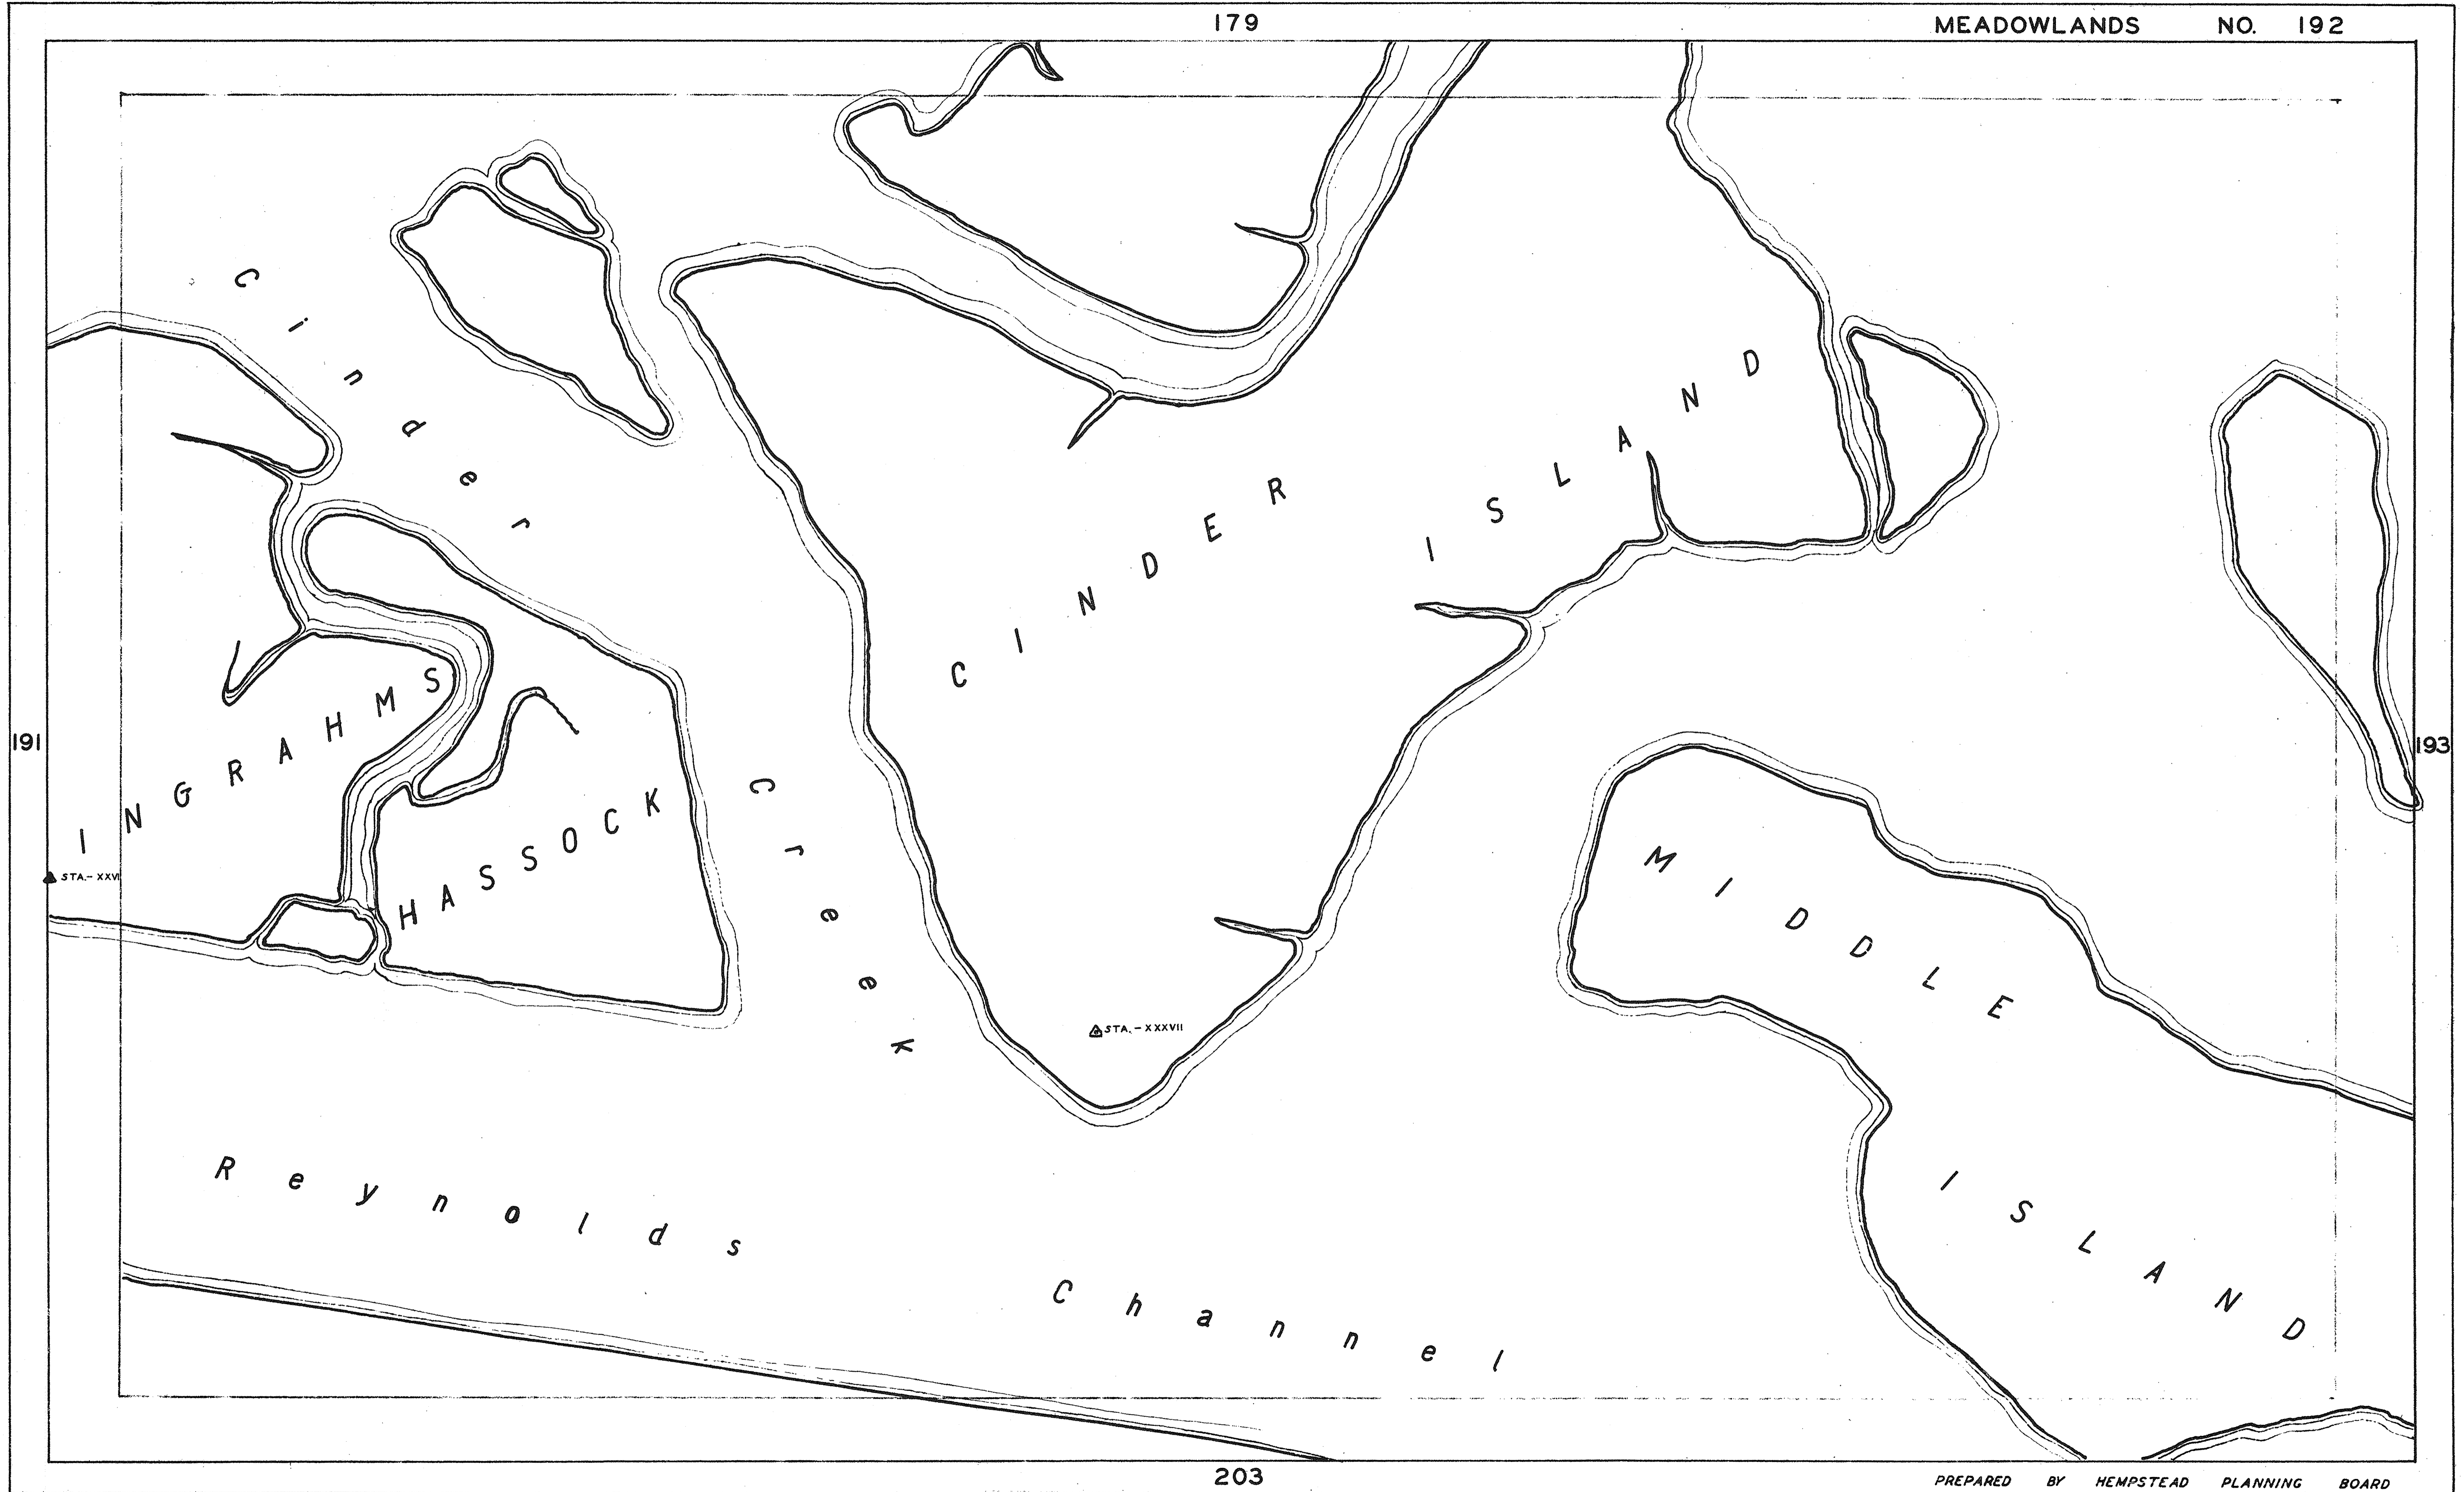 179
MEADOWLANDS NO. 192
Cinder Creek
CINDER ISLAND
INGRAHMS HASSOCK
191
193
STA.-XXVI
MIDDLE ISLAND
STA.-XXXVII
Reynolds Channel
203
PREPARED BY HEMPSTEAD PLANNING BOARD